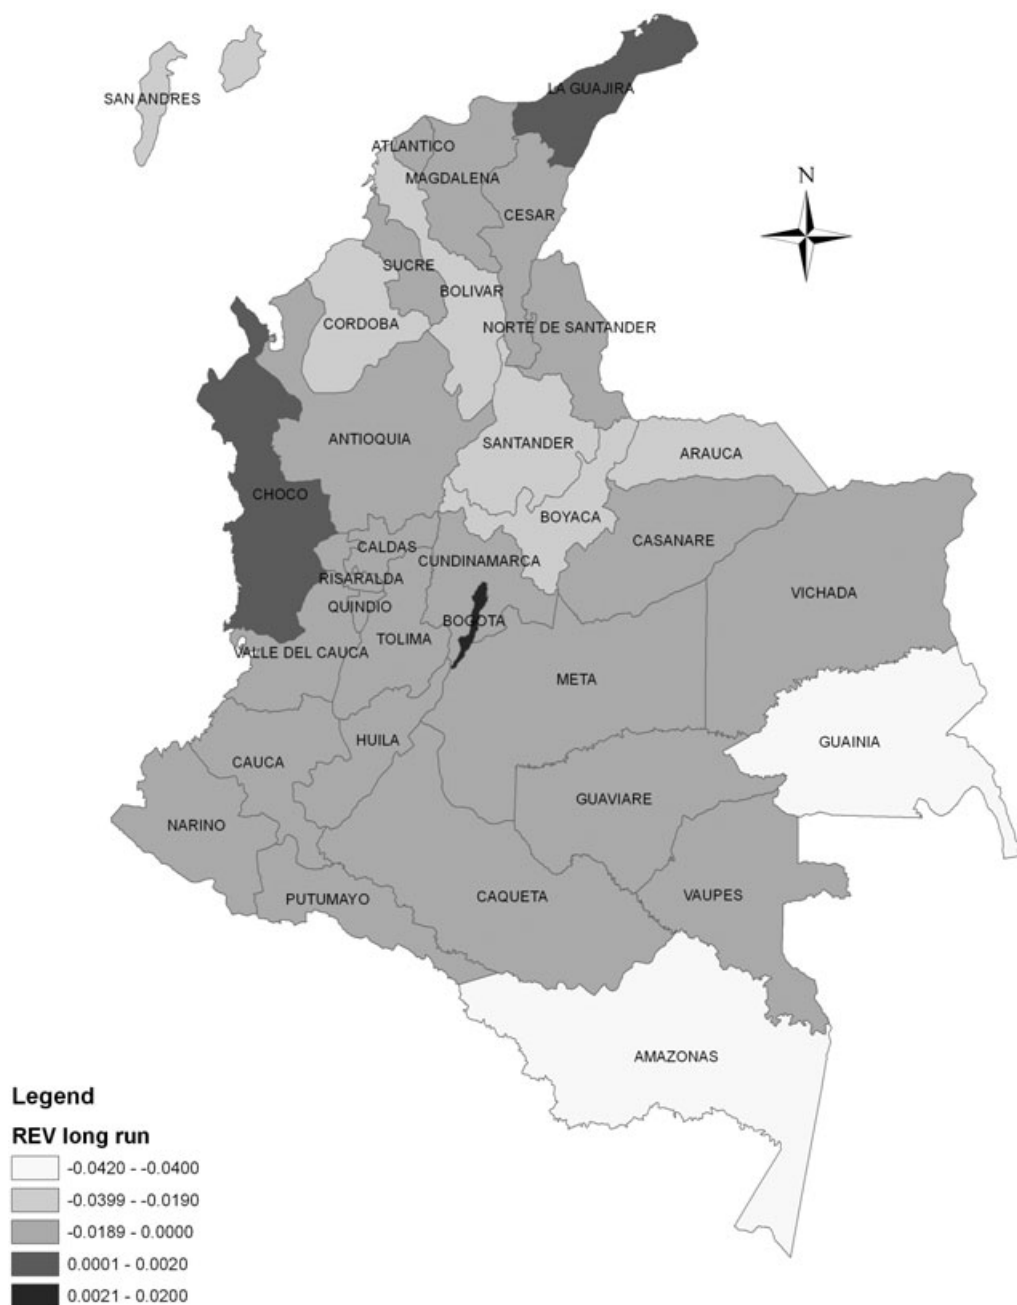 SAN ANDRES
LA GUAJIRA
ATLANTICO
MAGDALENA
N
CESAR
SUCRE
BOLIVAR
CORDOBA
NORTE DE SANTANDER
ANTIOQUIA
SANTANDER
ARAUCA
CHOCO
BOYACA
CASANARE
CALDAS
CUNDINAMARCA
RISARALDA
VICHADA
QUINDIO
BOGOTA
TOLIMA
VALLE DEL CAUCA
META
HUILA
GUAINIA
CAUCA
GUAVIARE
NARINO
PUTUMAYO
CAQUETA
VAUPES
AMAZONAS
Legend
REV long run
-0.0420 - -0.0400
-0.0399 - -0.0190
-0.0189 - 0.0000
0.0001 - 0.0020
0.0021 - 0.0200